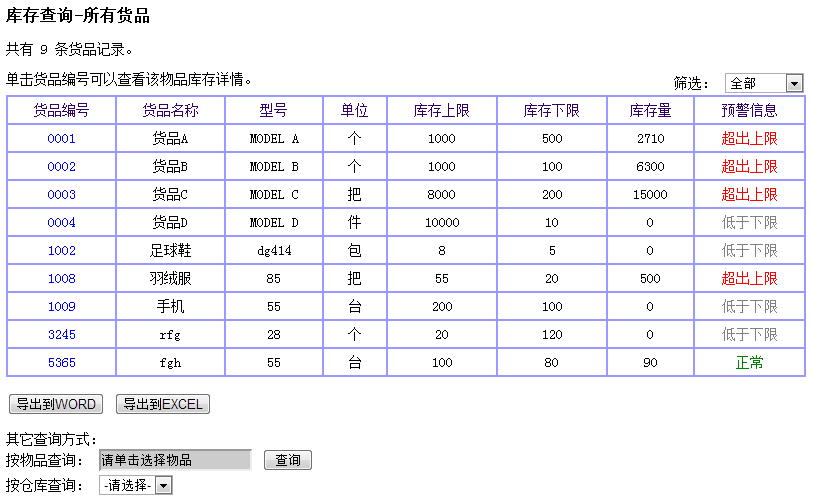 库存查询-所有货品
共有 9 条货品记录。
单击货品编号可以查看该物品库存详情。 筛选： 全部
货品编号 货品名称 型号 单位 库存上限 库存下限 库存量 预警信息
0001 货品A MODEL A 个 1000 500 2710 超出上限
0002 货品B MODEL B 个 1000 100 6300 超出上限
0003 货品C MODEL C 把 8000 200 15000 超出上限
0004 货品D MODEL D 件 10000 10 0 低于下限
1002 足球鞋 dg414 包 8 5 0 低于下限
1008 羽绒服 85 把 55 20 500 超出上限
1009 手机 55 台 200 100 0 低于下限
3245 rfg 28 个 20 120 0 低于下限
5365 fgh 55 台 100 80 90 正常
导出到WORD 导出到EXCEL
其它查询方式：
按物品查询： 请单击选择物品 查询
按仓库查询： -请选择-